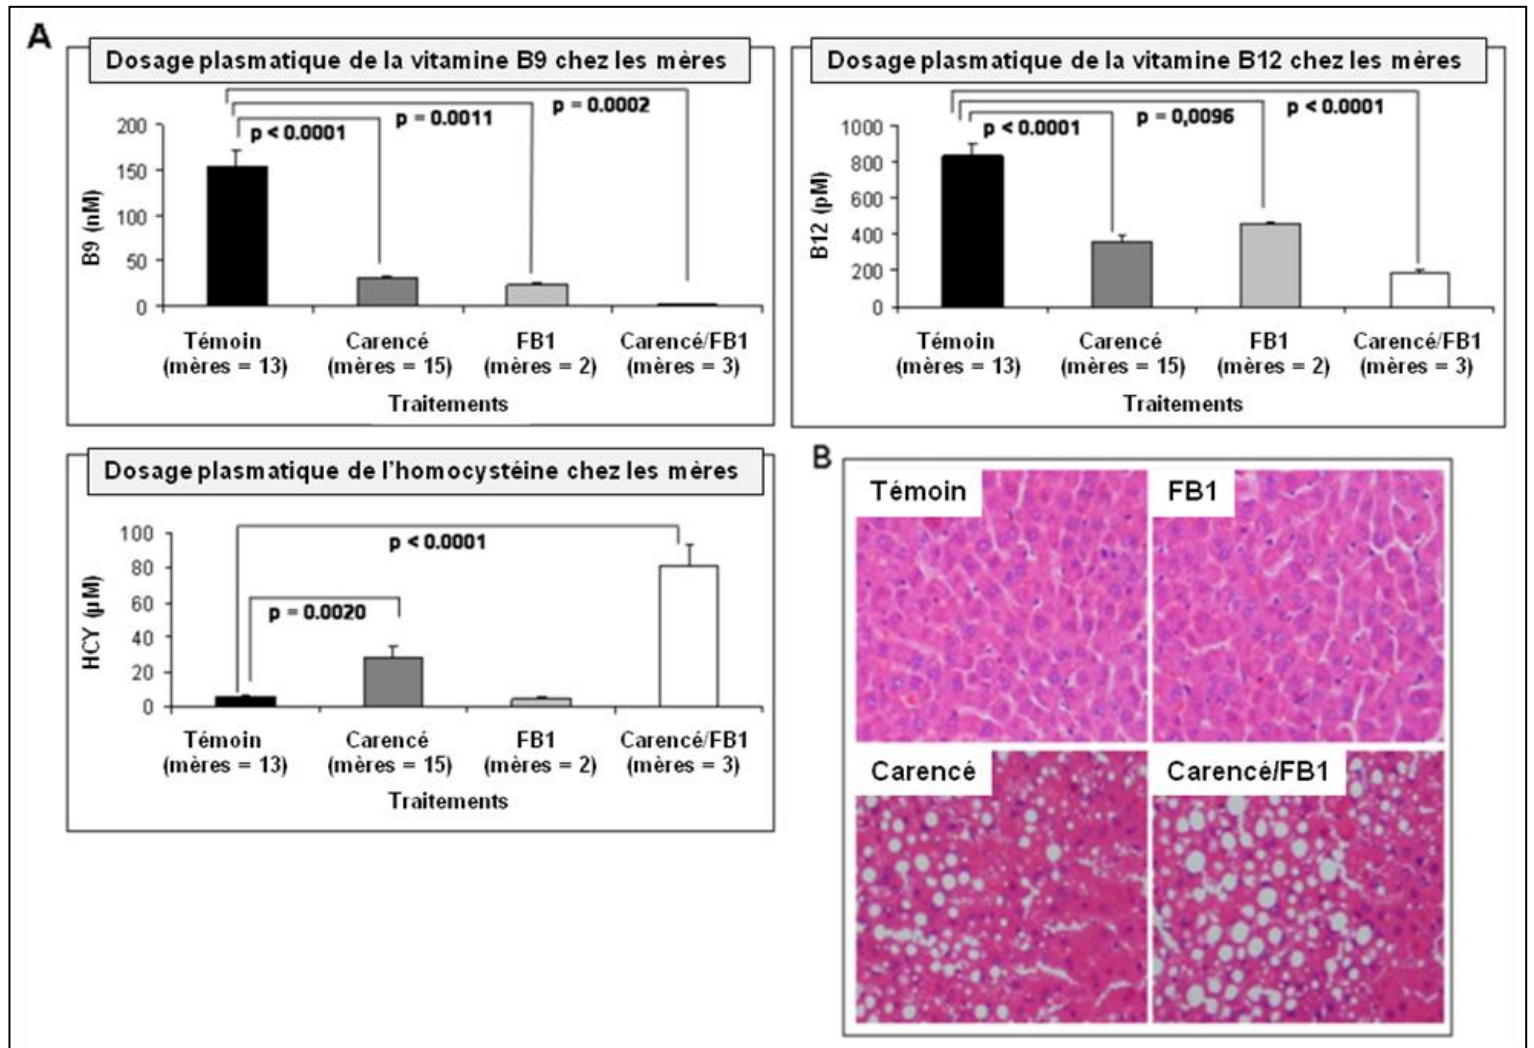 A
Dosage plasmatique de la vitamine B9 chez les mères
p = 0.0002
p = 0.0011
p < 0.0001
200
150
100
50
0
B9 (nM)
Témoin Carencé FB1 Carencé/FB1
(mères = 13) (mères = 15) (mères = 2) (mères = 3)
Traitements
Dosage plasmatique de la vitamine B12 chez les mères
p < 0.0001
p = 0,0096
p < 0.0001
1000
800
600
400
200
0
B12 (pM)
Témoin Carencé FB1 Carencé/FB1
(mères = 13) (mères = 15) (mères = 2) (mères = 3)
Traitements
Dosage plasmatique de l'homocystéine chez les mères
p < 0.0001
p = 0.0020
100
80
60
40
20
0
HCY (µM)
Témoin Carencé FB1 Carencé/FB1
(mères = 13) (mères = 15) (mères = 2) (mères = 3)
Traitements
B
Témoin FB1
Carencé Carencé/FB1